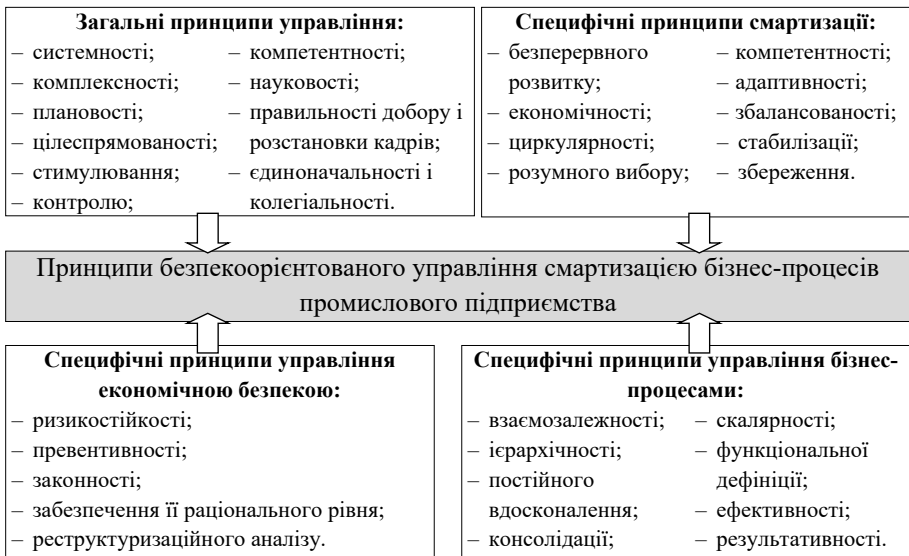 Загальні принципи управління:
– системності;
– комплексності;
– плановості;
– цілеспрямованості;
– стимулювання;
– контролю;
– компетентності;
– науковості;
– правильності добору і
розстановки кадрів;
– єдиноначальності і
колегіальності.
Специфічні принципи смартизації:
– безперервного
розвитку;
– економічності;
– циркулярності;
– розумного вибору;
– компетентності;
– адаптивності;
– збалансованості;
– стабілізації;
– збереження.
Принципи безпекоорієнтованого управління смартизацією бізнес-процесів
промислового підприємства
Специфічні принципи управління
економічною безпекою:
– ризикостійкості;
– превентивності;
– законності;
– забезпечення її раціонального рівня;
– реструктуризаційного аналізу.
Специфічні принципи управління бізнес-
процесами:
– взаємозалежності;
– ієрархічності;
– постійного
вдосконалення;
– консолідації;
– скалярності;
– функціональної
дефініції;
– ефективності;
– результативності.